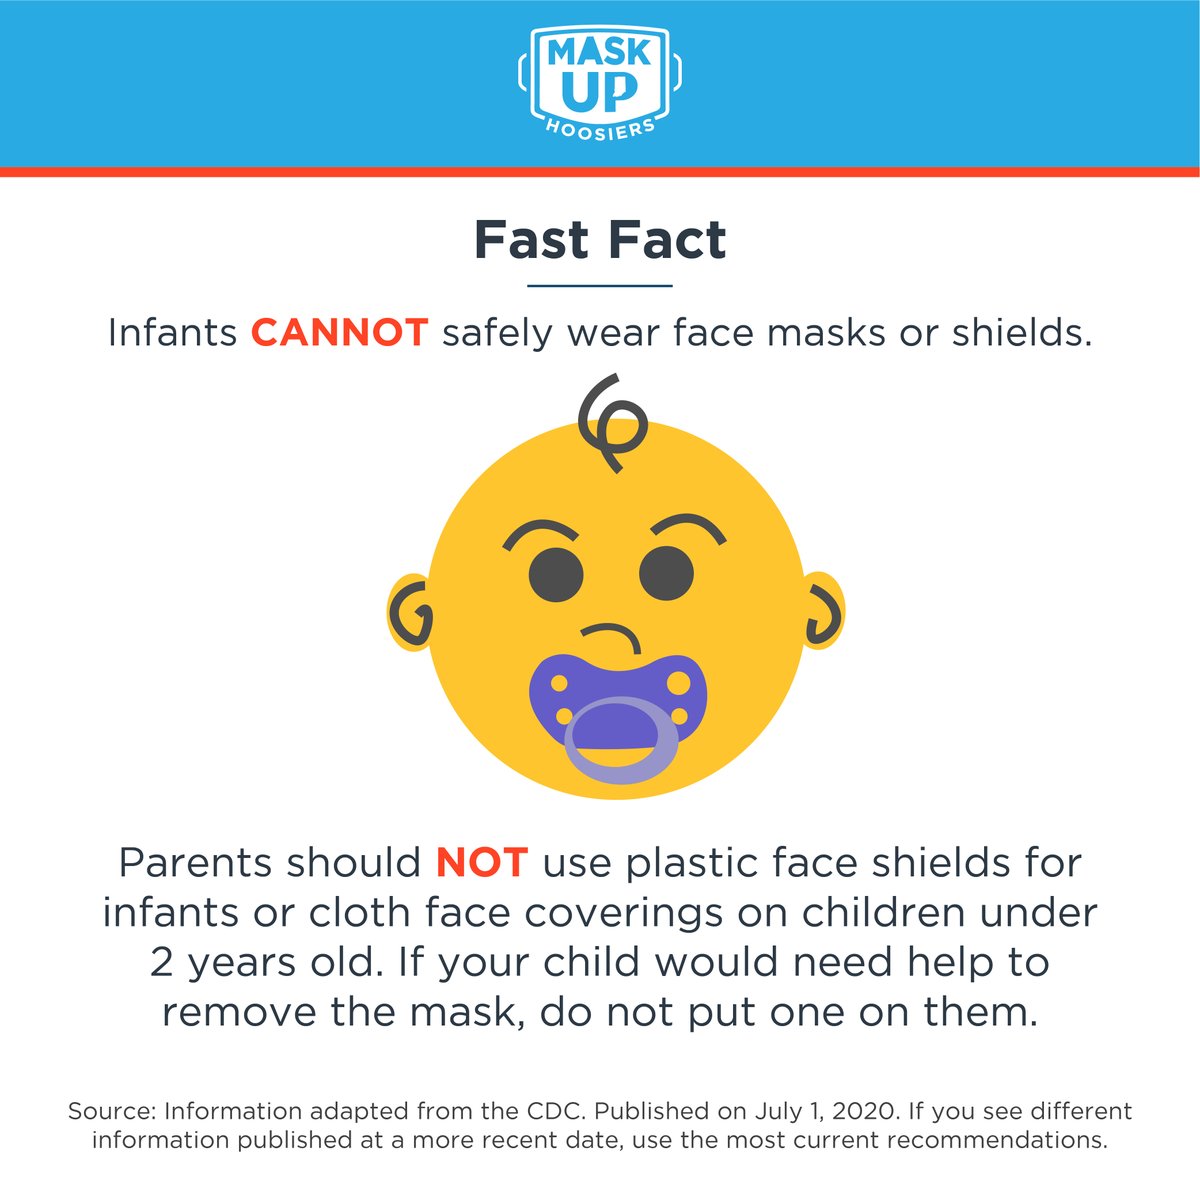 MASK
UP
HOOSIERS
Fast Fact
Infants CANNOT safely wear face masks or shields.
Parents should NOT use plastic face shields for
infants or cloth face coverings on children under
2 years old. If your child would need help to
remove the mask, do not put one on them.
Source: Information adapted from the CDC. Published on July 1, 2020. If you see different
information published at a more recent date, use the most current recommendations.